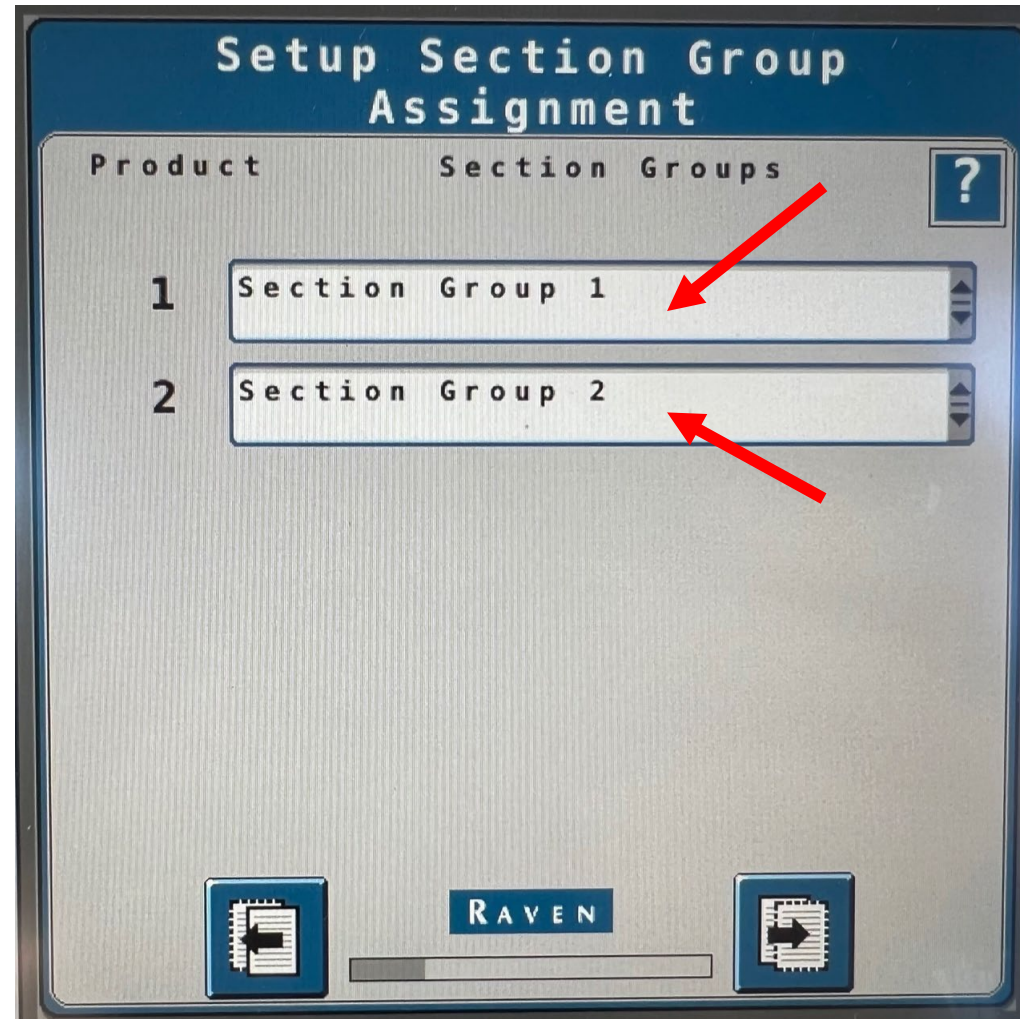 Setup Section Group
Assignment
Product Section Groups
?
1 Section Group 1
2 Section Group 2
RAVEN